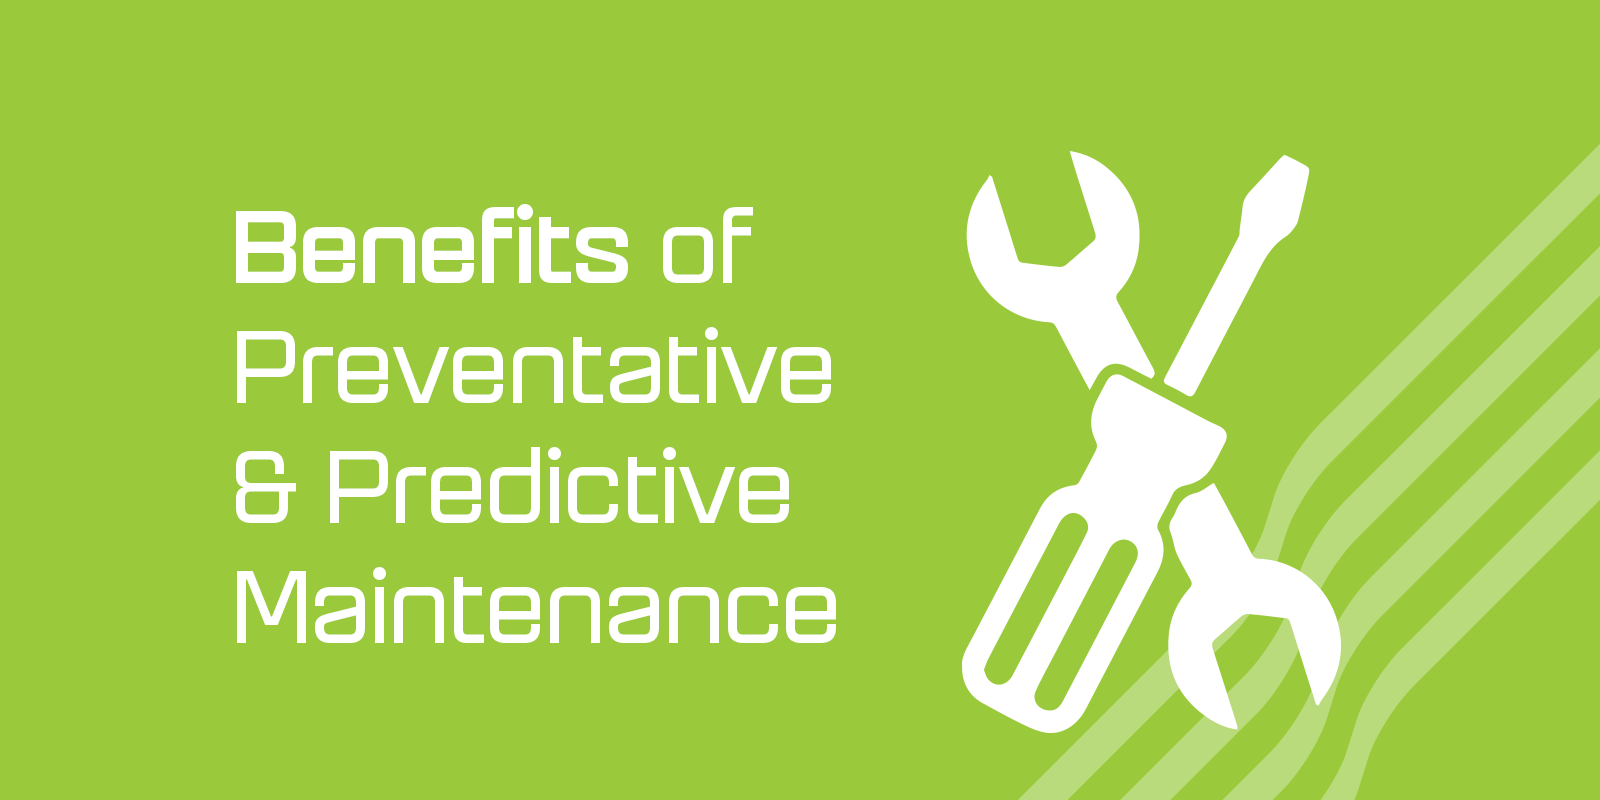 Benefits of
Preventative
& Predictive
Maintenance